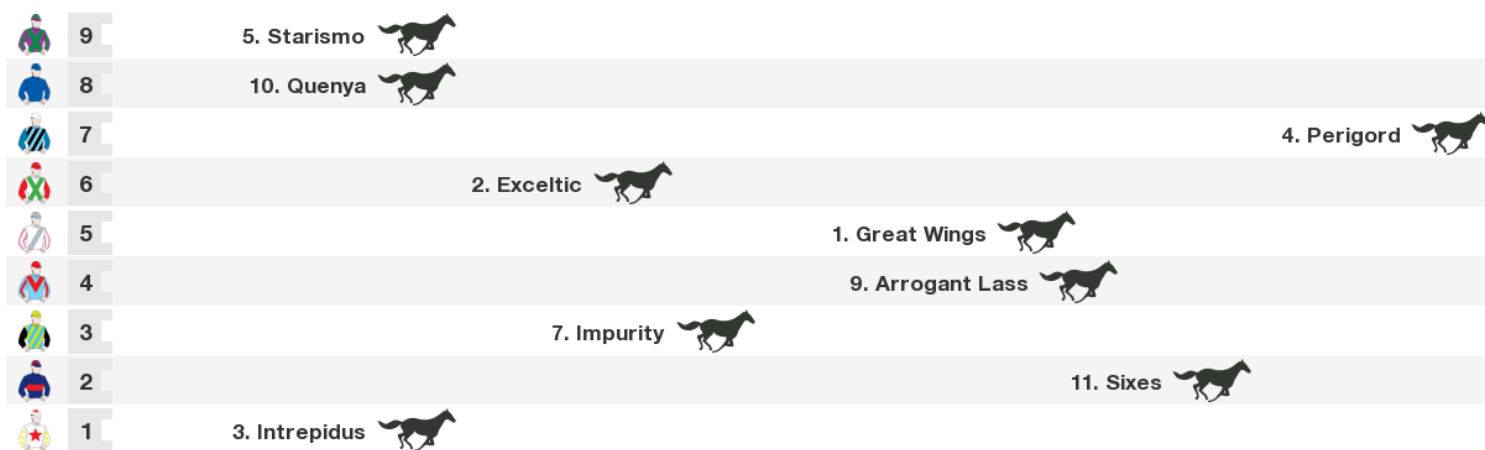 9 5. Starismo
8 10. Quenya
7 4. Perigord
6 2. Exceltic
5 1. Great Wings
4 9. Arrogant Lass
3 7. Impurity
2 11. Sixes
1 3. Intrepidus